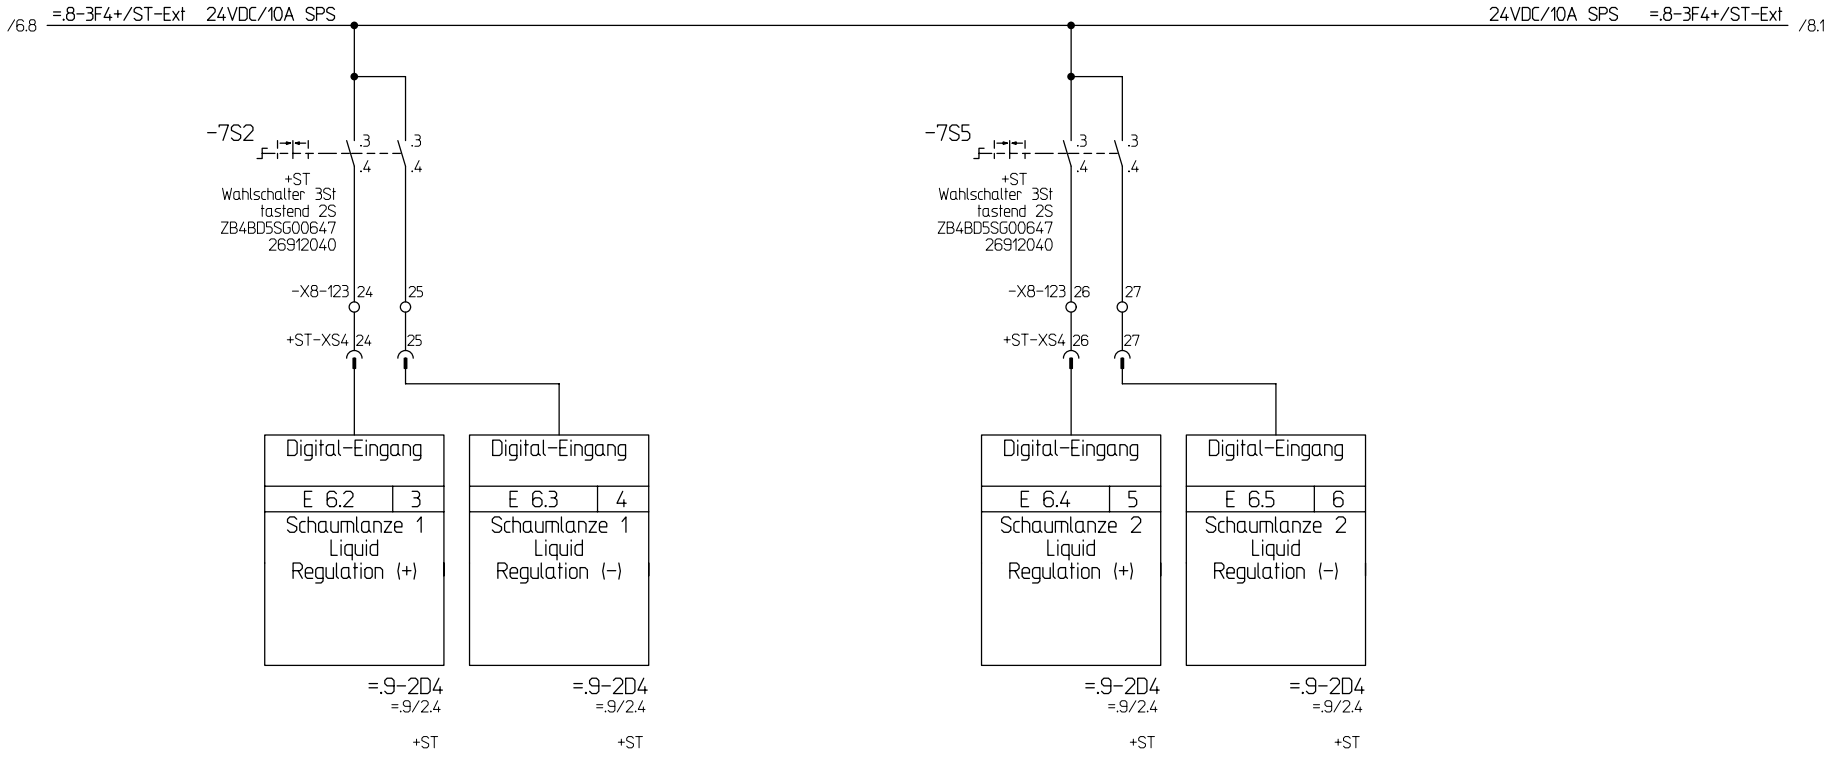 /6.8
=.8-3F4+/ST-Ext 24VDC/10A SPS
24VDC/10A SPS =.8-3F4+/ST-Ext
/8.1
-7S2
.3
.3
.4
.4
+ST
Wahlschalter 3St
tastend 2S
ZB4BD5SG00647
26912040
-X8-123 24
25
+ST-XS4 24
25
-7S5
.3
.3
.4
.4
+ST
Wahlschalter 3St
tastend 2S
ZB4BD5SG00647
26912040
-X8-123 26
27
+ST-XS4 26
27
Digital-Eingang
E 6.2 3
Schaumlanze 1
Liquid
Regulation (+)
=.9-2D4
=.9/2.4
+ST
Digital-Eingang
E 6.3 4
Schaumlanze 1
Liquid
Regulation (-)
=.9-2D4
=.9/2.4
+ST
Digital-Eingang
E 6.4 5
Schaumlanze 2
Liquid
Regulation (+)
=.9-2D4
=.9/2.4
+ST
Digital-Eingang
E 6.5 6
Schaumlanze 2
Liquid
Regulation (-)
=.9-2D4
=.9/2.4
+ST